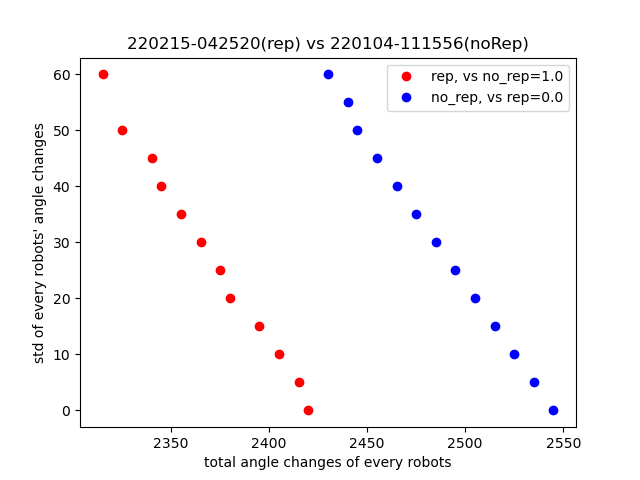 220215-042520(rep) vs 220104-111556(noRep)
rep, vs no_rep=1.0
no_rep, vs rep=0.0
std of every robots' angle changes
60
50
40
30
20
10
0
2350 2400 2450 2500 2550
total angle changes of every robots